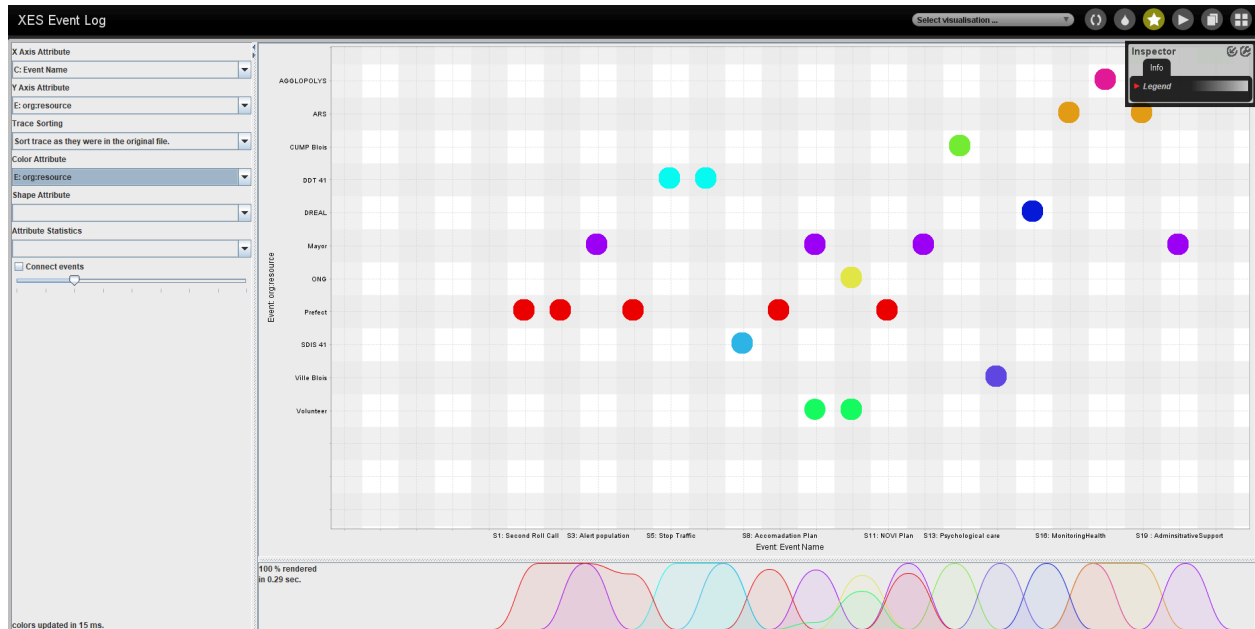 XES Event Log
Select visualisation ...
X Axis Attribute
C: Event Name
Y Axis Attribute
E: org:resource
Trace Sorting
Sort trace as they were in the original file.
Color Attribute
E: org:resource
Shape Attribute
Attribute Statistics
Connect events
colors updated in 15 ms.
Inspector
Info
Legend
Event: org:resource
AGGLOPOLYS
ARS
CUMP Blois
DDT 41
DREAL
Mayor
ONG
Prefect
SDIS 41
Ville Blois
Volunteer
S1: Second Roll Call S3: Alert population S5: Stop Traffic S8: Accomadation Plan S11: NOVI Plan S13: Psychological care S16: MonitoringHealth S19 : AdminsitrativeSupport
Event: Event Name
100 % rendered
in 0.29 sec.